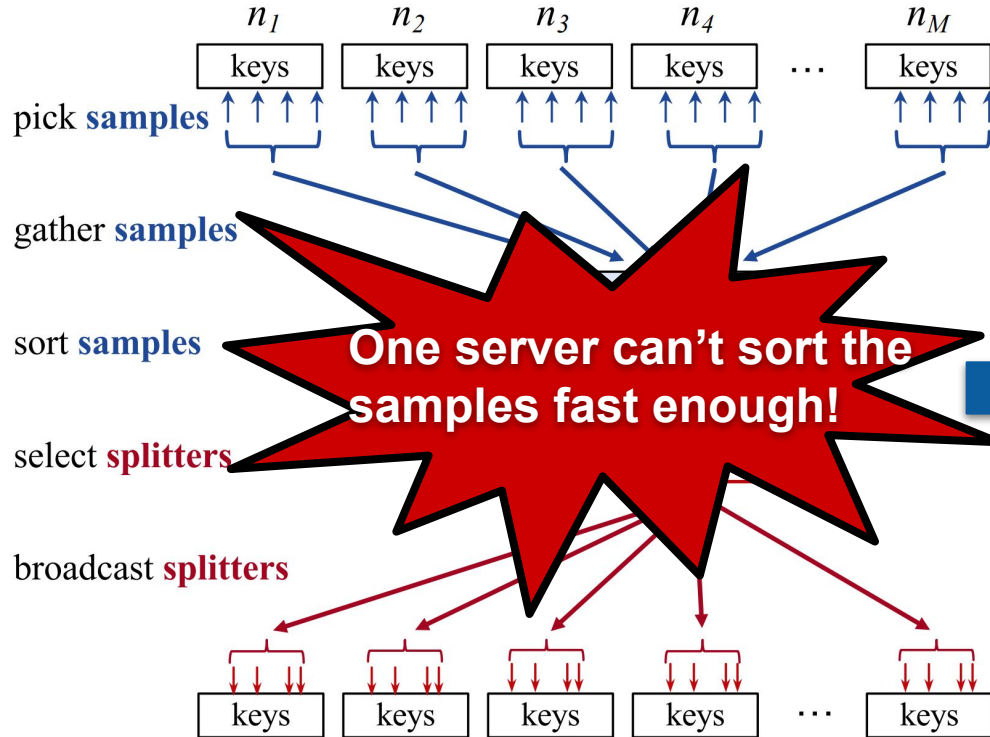 n1 n2 n3 n4 nM
keys keys keys keys ... keys
pick samples
gather samples
sort samples
One server can’t sort the
samples fast enough!
select splitters
broadcast splitters
keys keys keys keys ... keys